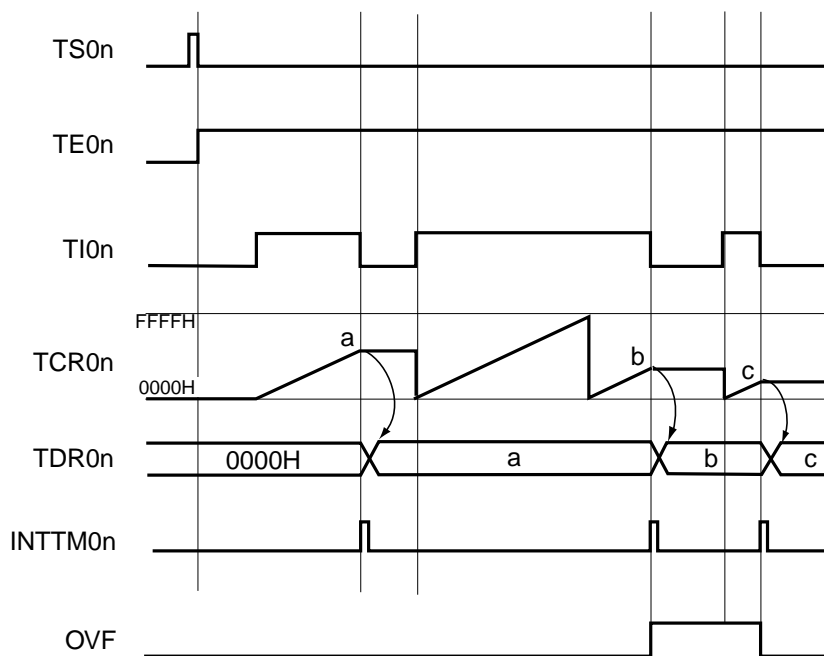 TS0n
TE0n
TI0n
FFFFH
TCR0n
a
b
c
0000H
TDR0n
0000H
a
b
c
INTTM0n
OVF